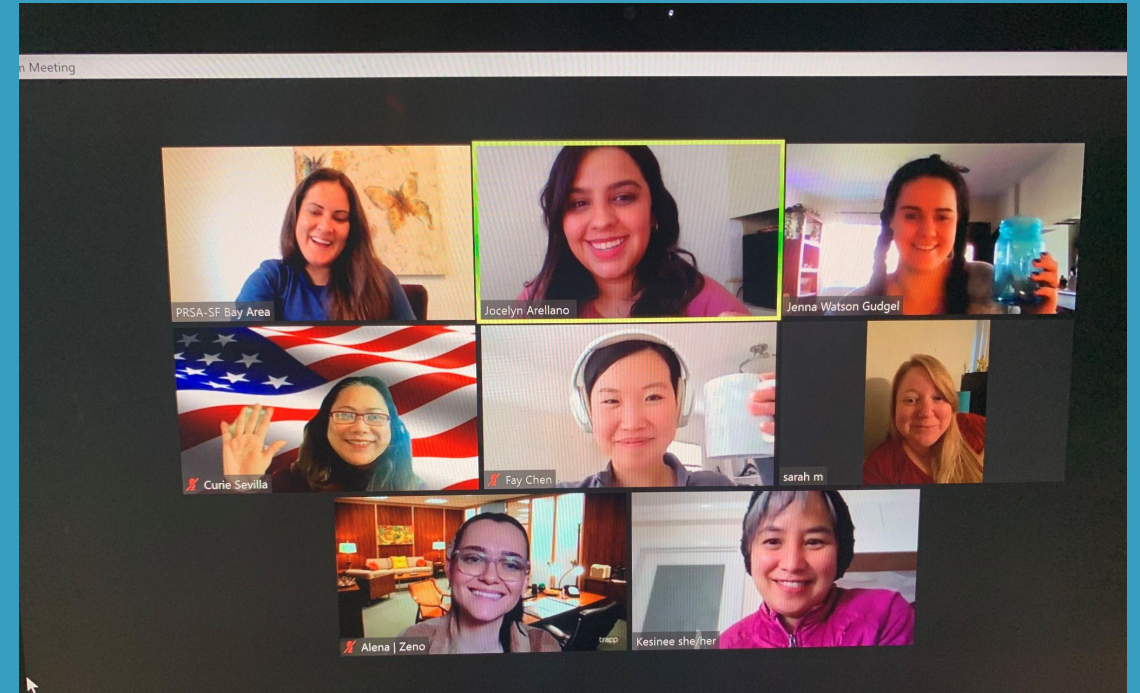 n Meeting
PRSA-SF Bay Area
Jocelyn Arellano
Jenna Watson Gudgel
Curie Sevilla
Fay Chen
sarah m
trapp
Alena | Zeno
Kesinee she/her